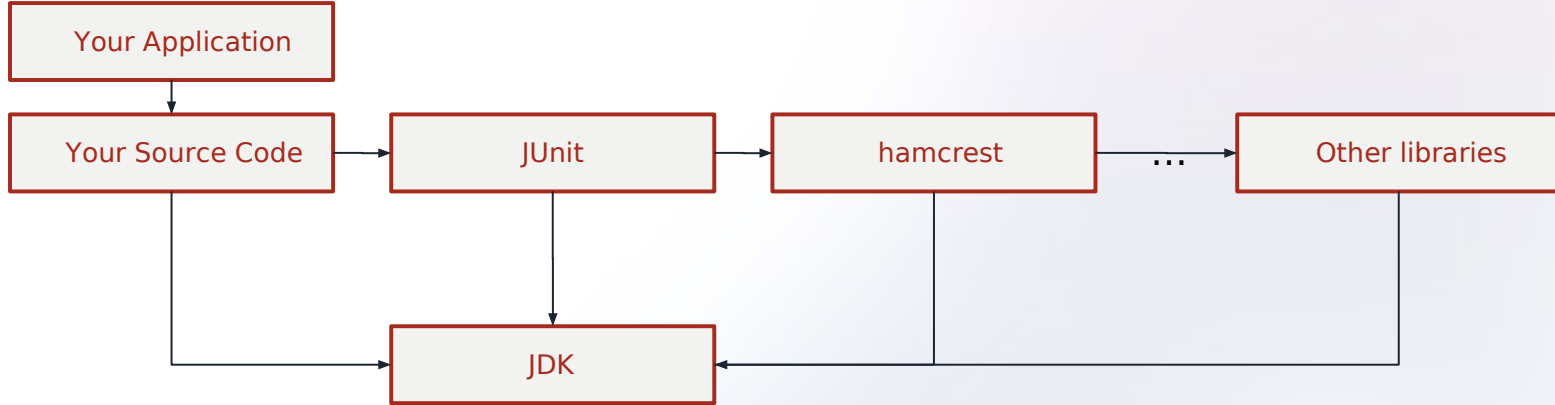 Your Application
Your Source Code
JUnit
hamcrest
...
Other libraries
JDK